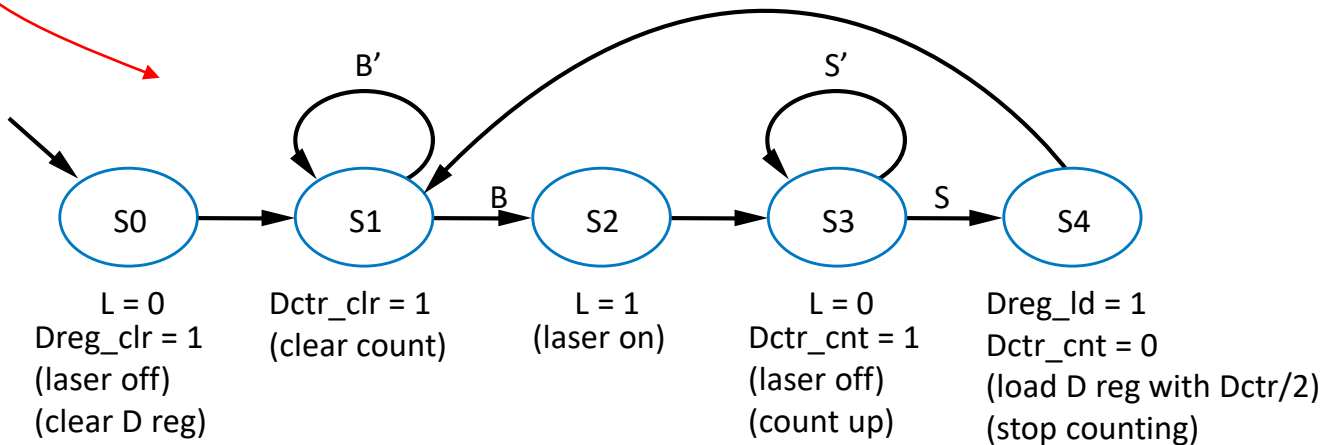 B’
S’
S0
S1
B
S2
S3
S
S4
L = 0
Dreg_clr = 1
(laser off)
(clear D reg)
Dctr_clr = 1
(clear count)
L = 1
(laser on)
L = 0
Dctr_cnt = 1
(laser off)
(count up)
Dreg_ld = 1
Dctr_cnt = 0
(load D reg with Dctr/2)
(stop counting)